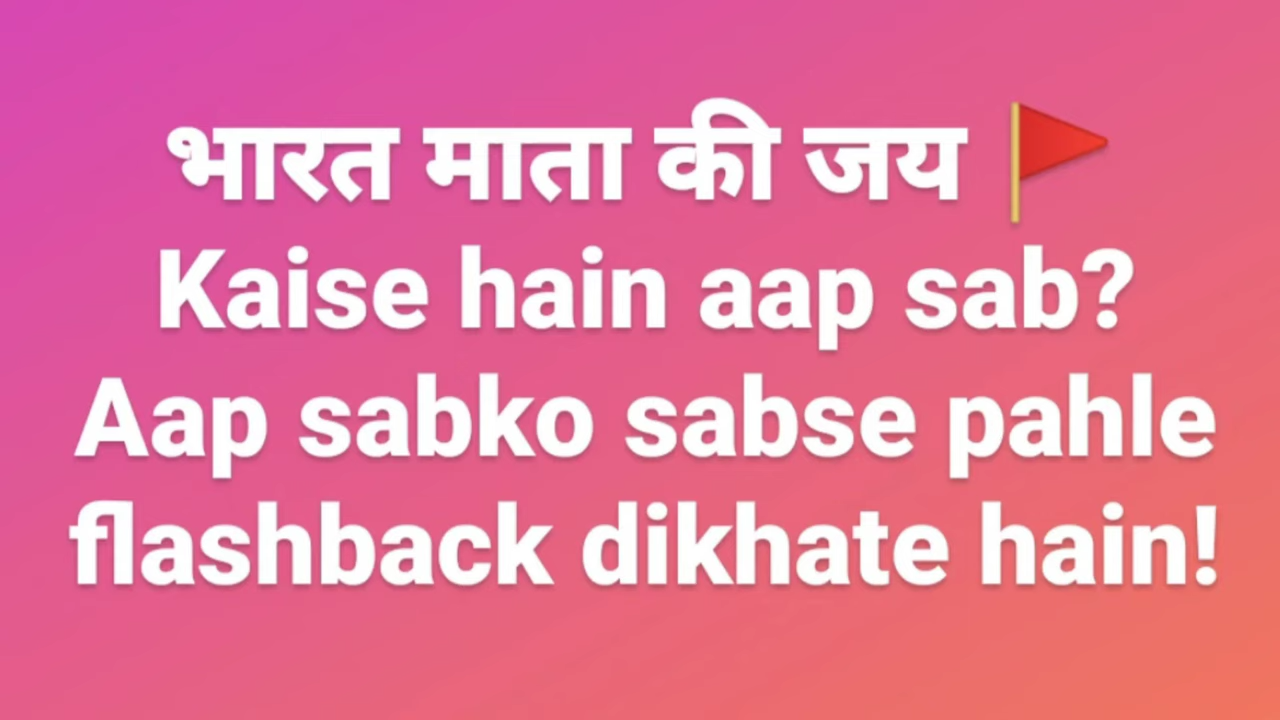 भारत माता की जय 🚩
Kaise hain aap sab?
Aap sabko sabse pahle
flashback dikhate hain!